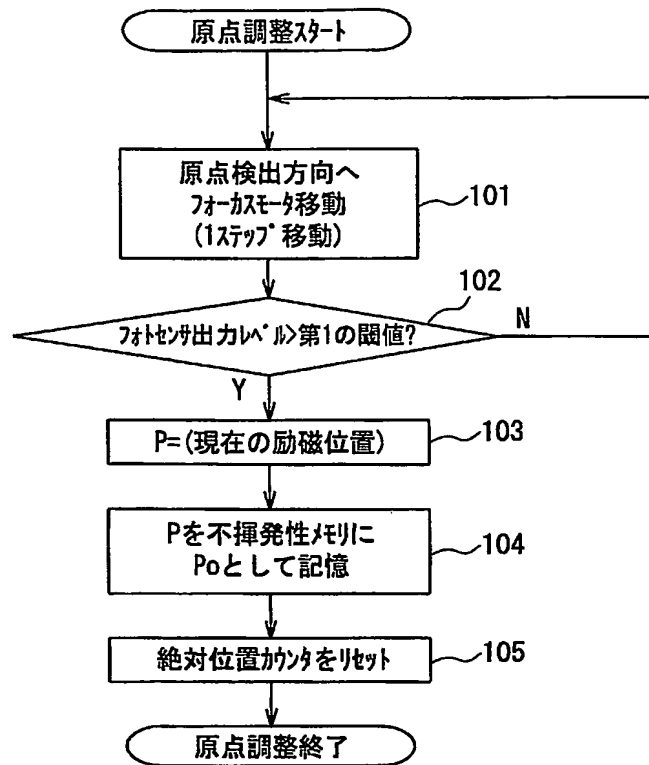 原点調整スタート
原点検出方向へ
フォーカスモータ移動
(1ステップ移動)
101
102
フォトセンサ出力レベル>第1の閾値?
N
Y
P=(現在の励磁位置)
103
Pを不揮発性メモリに
Poとして記憶
104
絶対位置カウンタをリセット
105
原点調整終了